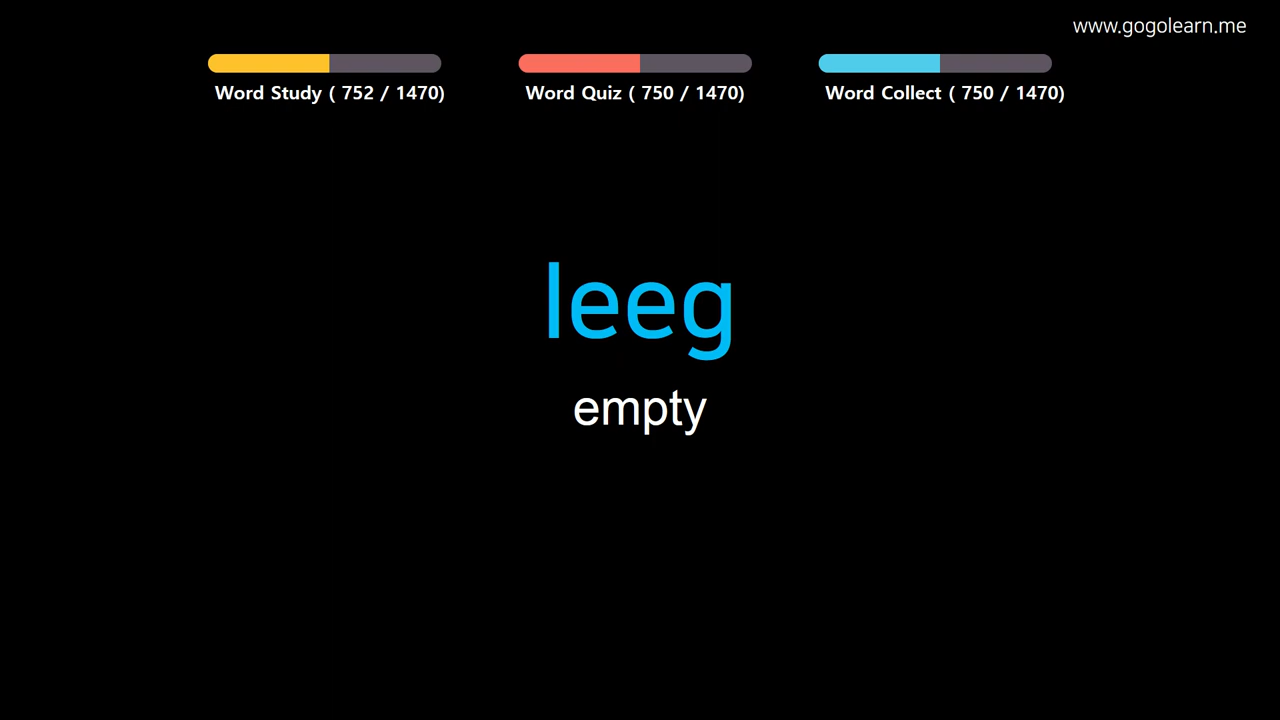 www.gogolearn.me
Word Study ( 752 / 1470)
Word Quiz ( 750 / 1470)
Word Collect ( 750 / 1470)
leeg
empty